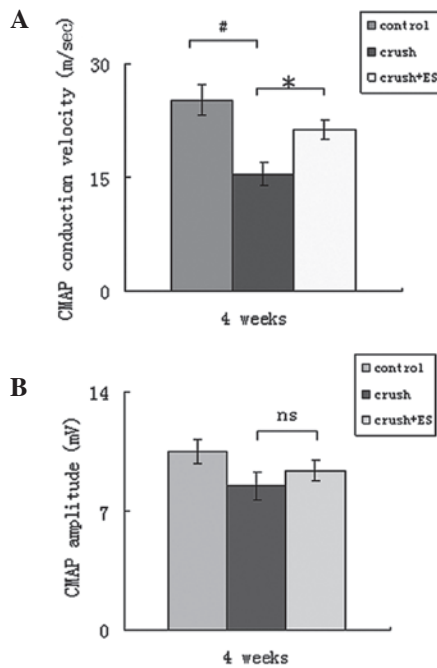 A
#
*
control
crush
crush+ES
CMAP conduction velocity (m/sec)
30
15
0
4 weeks
B
ns
control
crush
crush+ES
CMAP amplitude (mV)
14
7
0
4 weeks